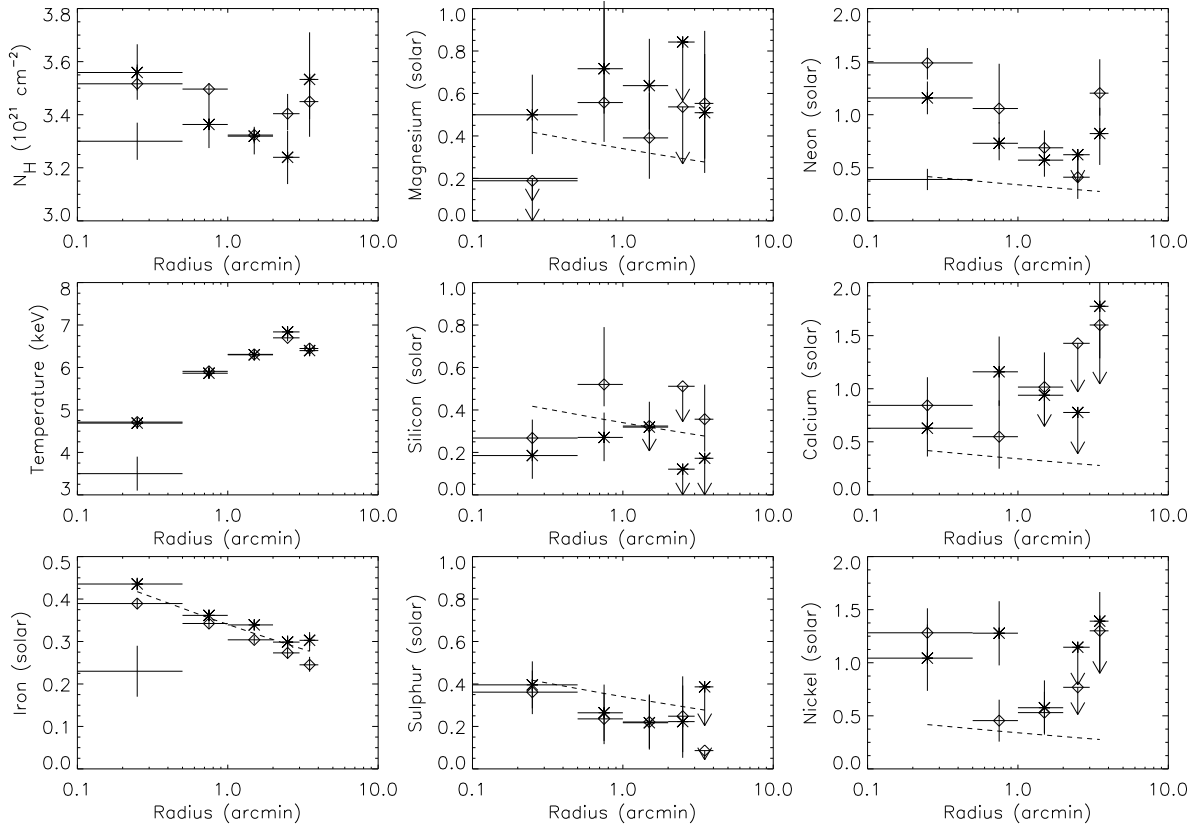 3.8
3.6
3.4
3.2
3.0
N_H (10^21 cm^-2)
0.1 1.0 10.0
Radius (arcmin)
1.0
0.8
0.6
0.4
0.2
0.0
Magnesium (solar)
0.1 1.0 10.0
Radius (arcmin)
2.0
1.5
1.0
0.5
0.0
Neon (solar)
0.1 1.0 10.0
Radius (arcmin)
8
7
6
5
4
3
Temperature (keV)
0.1 1.0 10.0
Radius (arcmin)
1.0
0.8
0.6
0.4
0.2
0.0
Silicon (solar)
0.1 1.0 10.0
Radius (arcmin)
2.0
1.5
1.0
0.5
0.0
Calcium (solar)
0.1 1.0 10.0
Radius (arcmin)
0.5
0.4
0.3
0.2
0.1
0.0
Iron (solar)
0.1 1.0 10.0
Radius (arcmin)
1.0
0.8
0.6
0.4
0.2
0.0
Sulphur (solar)
0.1 1.0 10.0
Radius (arcmin)
2.0
1.5
1.0
0.5
0.0
Nickel (solar)
0.1 1.0 10.0
Radius (arcmin)